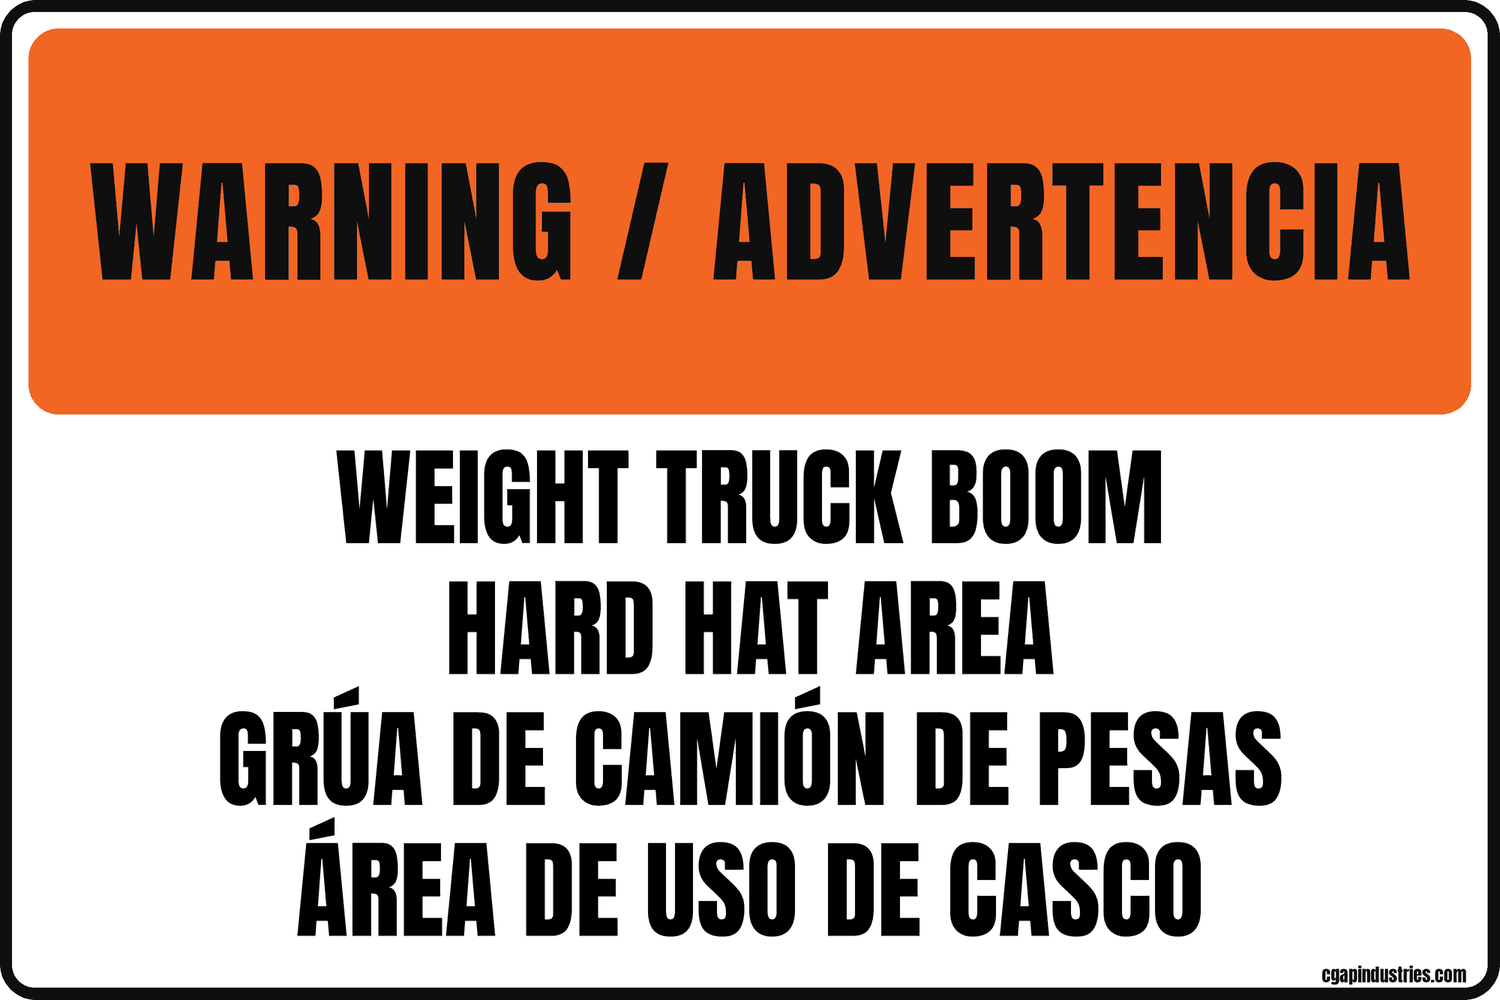 WARNING / ADVERTENCIA
WEIGHT TRUCK BOOM
HARD HAT AREA
GRÚA DE CAMIÓN DE PESAS
ÁREA DE USO DE CASCO
cgapindustries.com